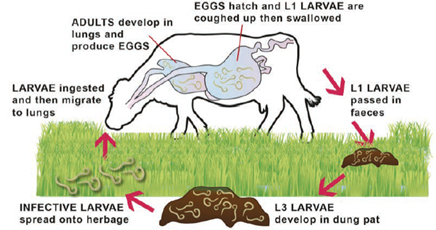 EGGS hatch and L1 LARVAE are
coughed up then swallowed
ADULTS develop in
lungs and
produce EGGS
LARVAE ingested
and then migrate
to lungs
L1 LARVAE
passed in
faeces
INFECTIVE LARVAE
spread onto herbage
L3 LARVAE
develop in dung pat